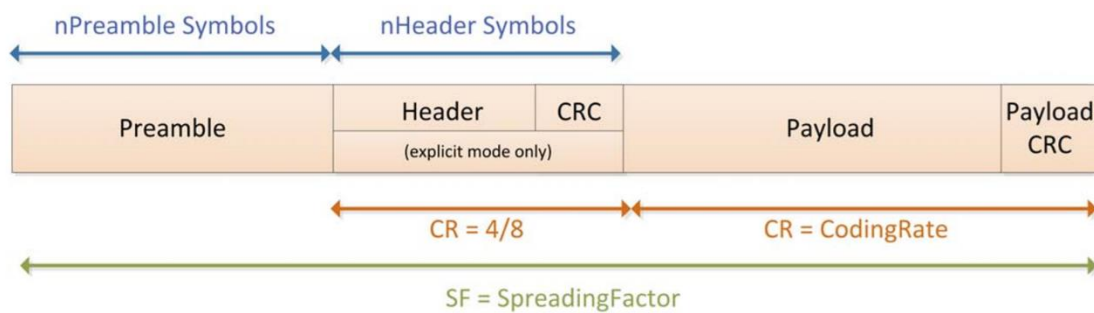 nPreamble Symbols
nHeader Symbols
Preamble
Header
CRC
(explicit mode only)
Payload
Payload
CRC
CR = 4/8
CR = CodingRate
SF = SpreadingFactor